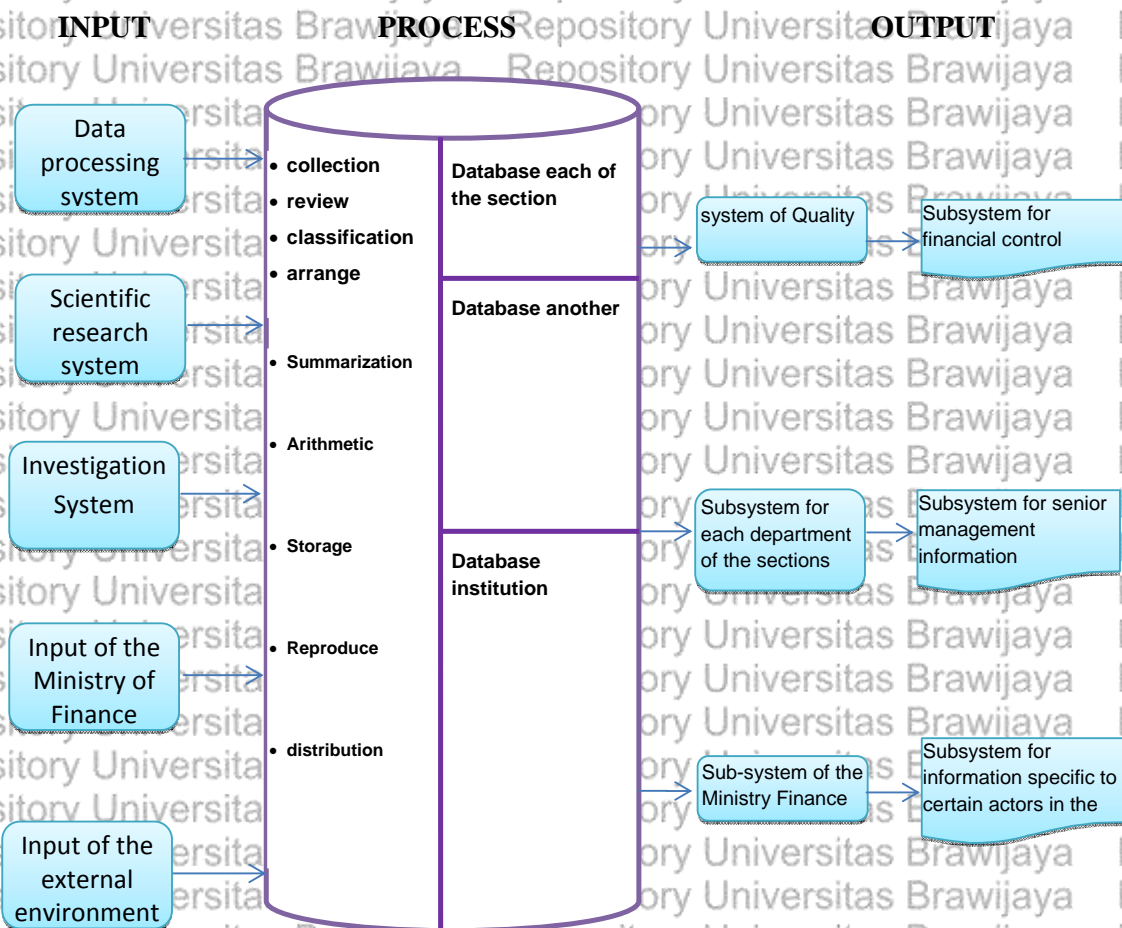 INPUT PROCESS OUTPUT
Data
processing
system
Scientific
research
system
Investigation
System
Input of the
Ministry of
Finance
Input of the
external
environment
• collection
• review
• classification
• arrange
• Summarization
• Arithmetic
• Storage
• Reproduce
• distribution
Database each of
the section
Database another
Database
institution
system of Quality
Subsystem for
financial control
Subsystem for
each department
of the sections
Subsystem for senior
management
information
Sub-system of the
Ministry Finance
Subsystem for
information specific to
certain actors in the
Repository Universitas Brawijaya